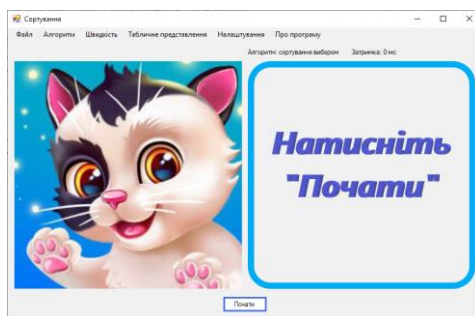 Сортування
Файл Алгоритм Швидкість Табличне представлення Налаштування Про програму
Алгоритм: сортування вибором Затримка: 0 мс
Натисніть
"Почати"
Почати